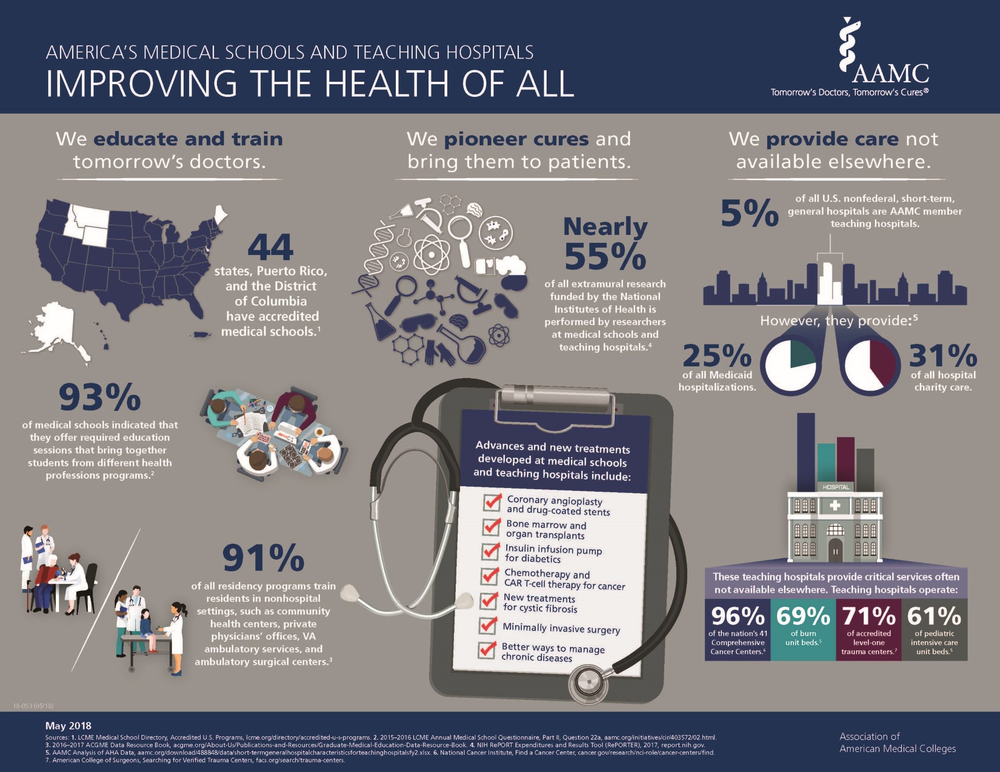 AMERICA'S MEDICAL SCHOOLS AND TEACHING HOSPITALS
IMPROVING THE HEALTH OF ALL
AAMC
Tomorrow's Doctors, Tomorrow's Cures®
We educate and train
tomorrow's doctors.
44
states, Puerto Rico,
and the District
of Columbia
have accredited
medical schools.¹
93%
of medical schools indicated that
they offer required education
sessions that bring together
students from different health
professions programs.²
91%
of all residency programs train
residents in nonhospital
settings, such as community
health centers, private
physicians' offices, VA
ambulatory services, and
ambulatory surgical centers.³
We pioneer cures and
bring them to patients.
Nearly
55%
of all extramural research
funded by the National
Institutes of Health is
performed by researchers
at medical schools and
teaching hospitals.⁴
Advances and new treatments
developed at medical schools
and teaching hospitals include:
Coronary angioplasty
and drug-coated stents
Bone marrow and
organ transplants
Insulin infusion pump
for diabetics
Chemotherapy and
CAR T-cell therapy for cancer
New treatments
for cystic fibrosis
Minimally invasive surgery
Better ways to manage
chronic diseases
We provide care not
available elsewhere.
5%
of all U.S. nonfederal, short-term,
general hospitals are AAMC member
teaching hospitals.
However, they provide:⁵
25%
of all Medicaid
hospitalizations.
31%
of all hospital
charity care.
HOSPITAL
These teaching hospitals provide critical services often
not available elsewhere. Teaching hospitals operate:
96%
of the nation's 41
Comprehensive
Cancer Centers.⁶
69%
of burn
unit beds.⁵
71%
of accredited
level-one
trauma centers.⁷
61%
of pediatric
intensive care
unit beds.⁵
18-053 (05/18)
May 2018
Sources: 1. LCME Medical School Directory, Accredited U.S. Programs, lcme.org/directory/accredited-u-s-programs. 2. 2015–2016 LCME Annual Medical School Questionnaire, Part II, Question 22a, aamc.org/initiatives/cir/403572/02.html.
3. 2016–2017 ACGME Data Resource Book, acgme.org/About-Us/Publications-and-Resources/Graduate-Medical-Education-Data-Resource-Book. 4. NIH RePORT Expenditures and Results Tool (RePORTER), 2017, report.nih.gov.
5. AAMC Analysis of AHA Data, aamc.org/download/488848/data/short-termgeneralhospitalcharacteristicsforteachinghospitalsfy2.xlsx. 6. National Cancer Institute, Find a Cancer Center, cancer.gov/research/nci-role/cancer-centers/find.
7. American College of Surgeons, Searching for Verified Trauma Centers, facs.org/search/trauma-centers.
Association of
American Medical Colleges